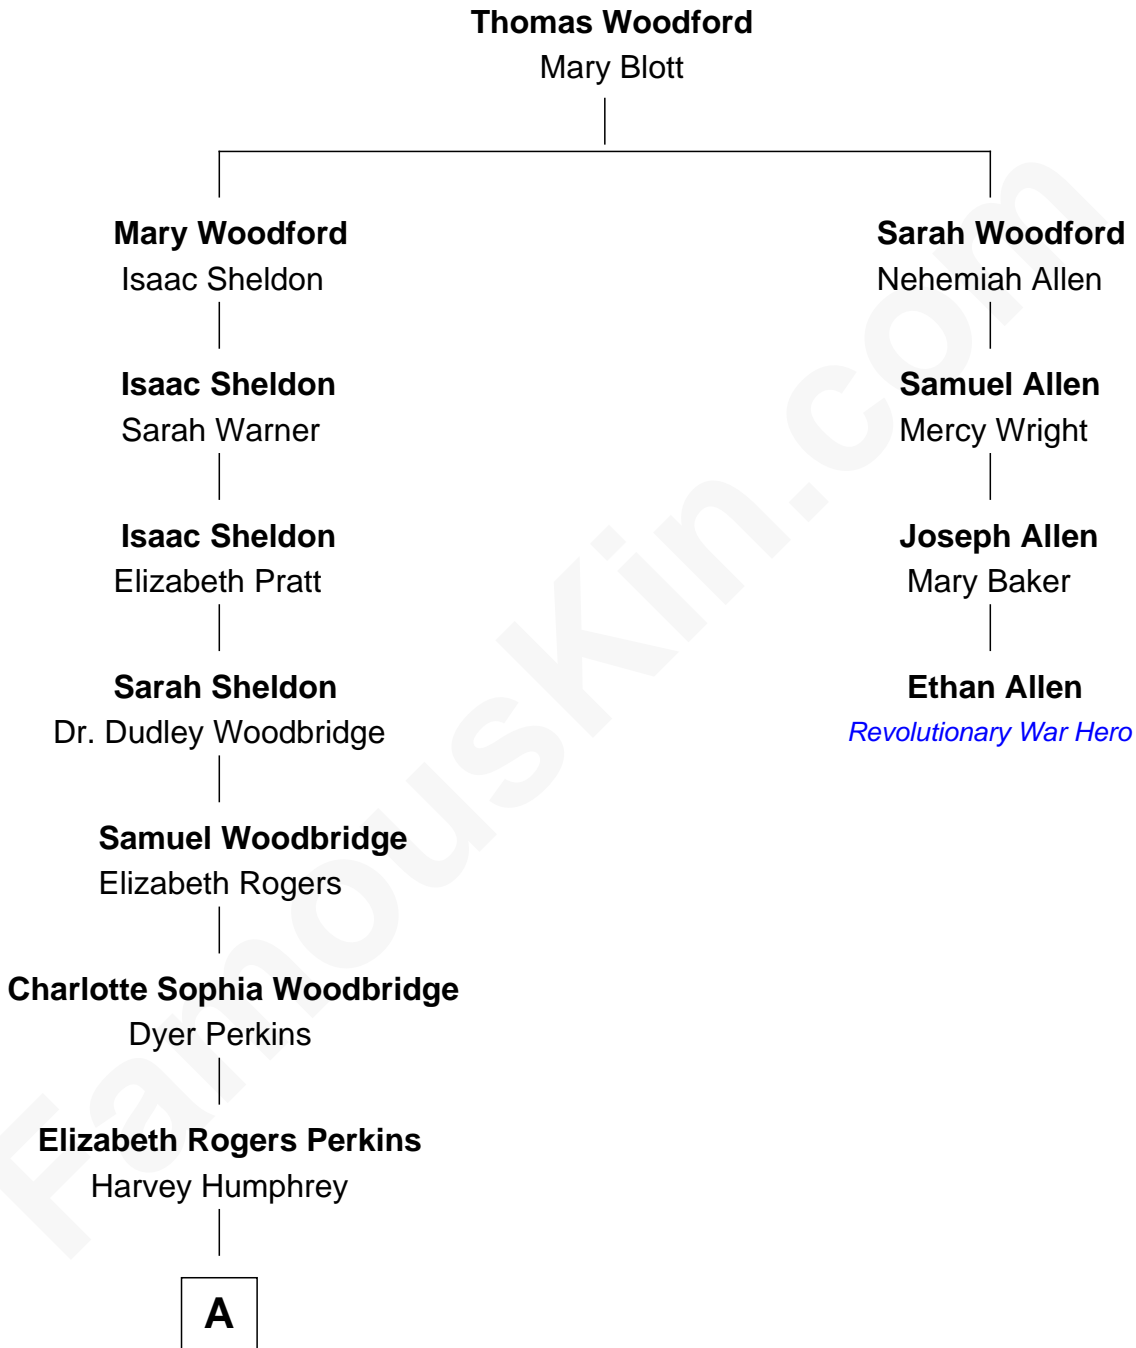 Thomas Woodford
Mary Blott
Mary Woodford
Isaac Sheldon
Isaac Sheldon
Sarah Warner
Isaac Sheldon
Elizabeth Pratt
Sarah Sheldon
Dr. Dudley Woodbridge
Samuel Woodbridge
Elizabeth Rogers
Charlotte Sophia Woodbridge
Dyer Perkins
Elizabeth Rogers Perkins
Harvey Humphrey
A
Sarah Woodford
Nehemiah Allen
Samuel Allen
Mercy Wright
Joseph Allen
Mary Baker
Ethan Allen
Revolutionary War Hero
FamousKin.com